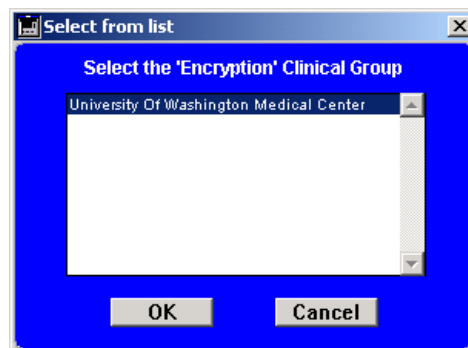 Select from list
Select the 'Encryption' Clinical Group
University Of Washington Medical Center
OK Cancel